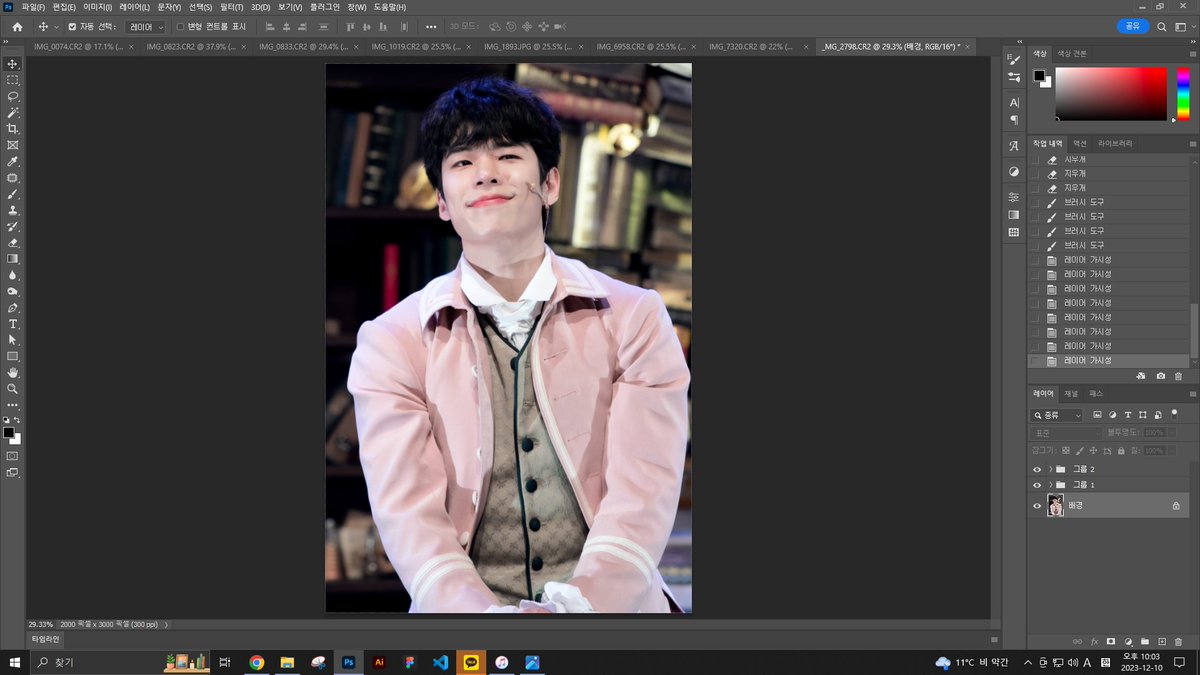 Ps 파일(F) 편집(E) 이미지(I) 레이어(L) 문자(Y) 선택(S) 필터(T) 3D(D) 보기(V) 플러그인 창(W) 도움말(H)
자동 선택: 레이어 변형 컨트롤 표시 3D 모드: 공유
IMG_0074.CR2 @ 17.1% (... × IMG_0823.CR2 @ 37.9% (... × IMG_0833.CR2 @ 29.4% (... × IMG_1019.CR2 @ 25.5% (... × IMG_1893.JPG @ 25.5% (... × IMG_6958.CR2 @ 25.5% (... × IMG_7320.CR2 @ 22% (... × _MG_2798.CR2 @ 29.3% (배경, RGB/16*) * ×
색상 색상 견본
작업 내역 액션 라이브러리
지우개
지우개
지우개
브러시 도구
브러시 도구
브러시 도구
브러시 도구
레이어 가시성
레이어 가시성
레이어 가시성
레이어 가시성
레이어 가시성
레이어 가시성
레이어 가시성
레이어 가시성
레이어 채널 패스
종류
표준 불투명도: 100%
잠그기: 칠: 100%
그룹 2
그룹 1
배경
29.33% 2000 픽셀 x 3000 픽셀 (300 ppi)
타임라인
찾기 Ps Ai TALK 11°C 비 약간 A 오후 10:03
2023-12-10